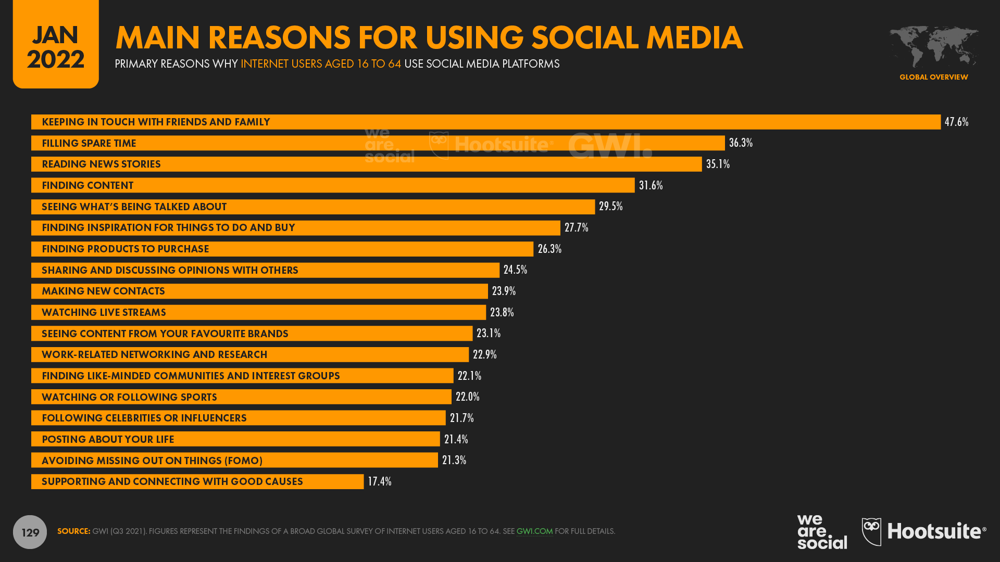 JAN
2022
MAIN REASONS FOR USING SOCIAL MEDIA
PRIMARY REASONS WHY INTERNET USERS AGED 16 TO 64 USE SOCIAL MEDIA PLATFORMS
GLOBAL OVERVIEW
KEEPING IN TOUCH WITH FRIENDS AND FAMILY 47.6%
FILLING SPARE TIME 36.3%
we are social Hootsuite® GWI.
READING NEWS STORIES 35.1%
FINDING CONTENT 31.6%
SEEING WHAT’S BEING TALKED ABOUT 29.5%
FINDING INSPIRATION FOR THINGS TO DO AND BUY 27.7%
FINDING PRODUCTS TO PURCHASE 26.3%
SHARING AND DISCUSSING OPINIONS WITH OTHERS 24.5%
MAKING NEW CONTACTS 23.9%
WATCHING LIVE STREAMS 23.8%
SEEING CONTENT FROM YOUR FAVOURITE BRANDS 23.1%
WORK-RELATED NETWORKING AND RESEARCH 22.9%
FINDING LIKE-MINDED COMMUNITIES AND INTEREST GROUPS 22.1%
WATCHING OR FOLLOWING SPORTS 22.0%
FOLLOWING CELEBRITIES OR INFLUENCERS 21.7%
POSTING ABOUT YOUR LIFE 21.4%
AVOIDING MISSING OUT ON THINGS (FOMO) 21.3%
SUPPORTING AND CONNECTING WITH GOOD CAUSES 17.4%
129
SOURCE: GWI (Q3 2021). FIGURES REPRESENT THE FINDINGS OF A BROAD GLOBAL SURVEY OF INTERNET USERS AGED 16 TO 64. SEE GWI.COM FOR FULL DETAILS.
we
are
social
Hootsuite®